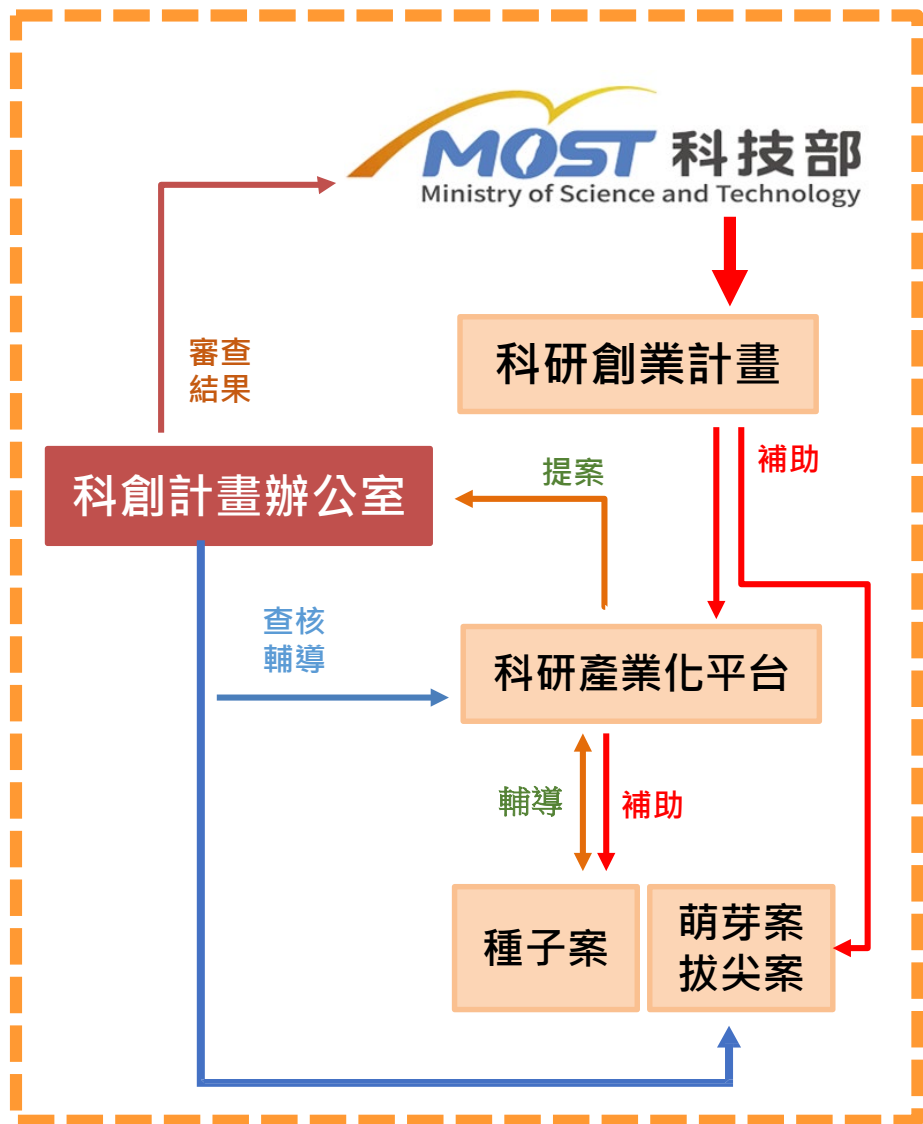 MOST 科技部
Ministry of Science and Technology
科研創業計畫
審查
結果
補助
提案
科創計畫辦公室
查核
輔導
科研產業化平台
輔導
補助
種子案
萌芽案
拔尖案